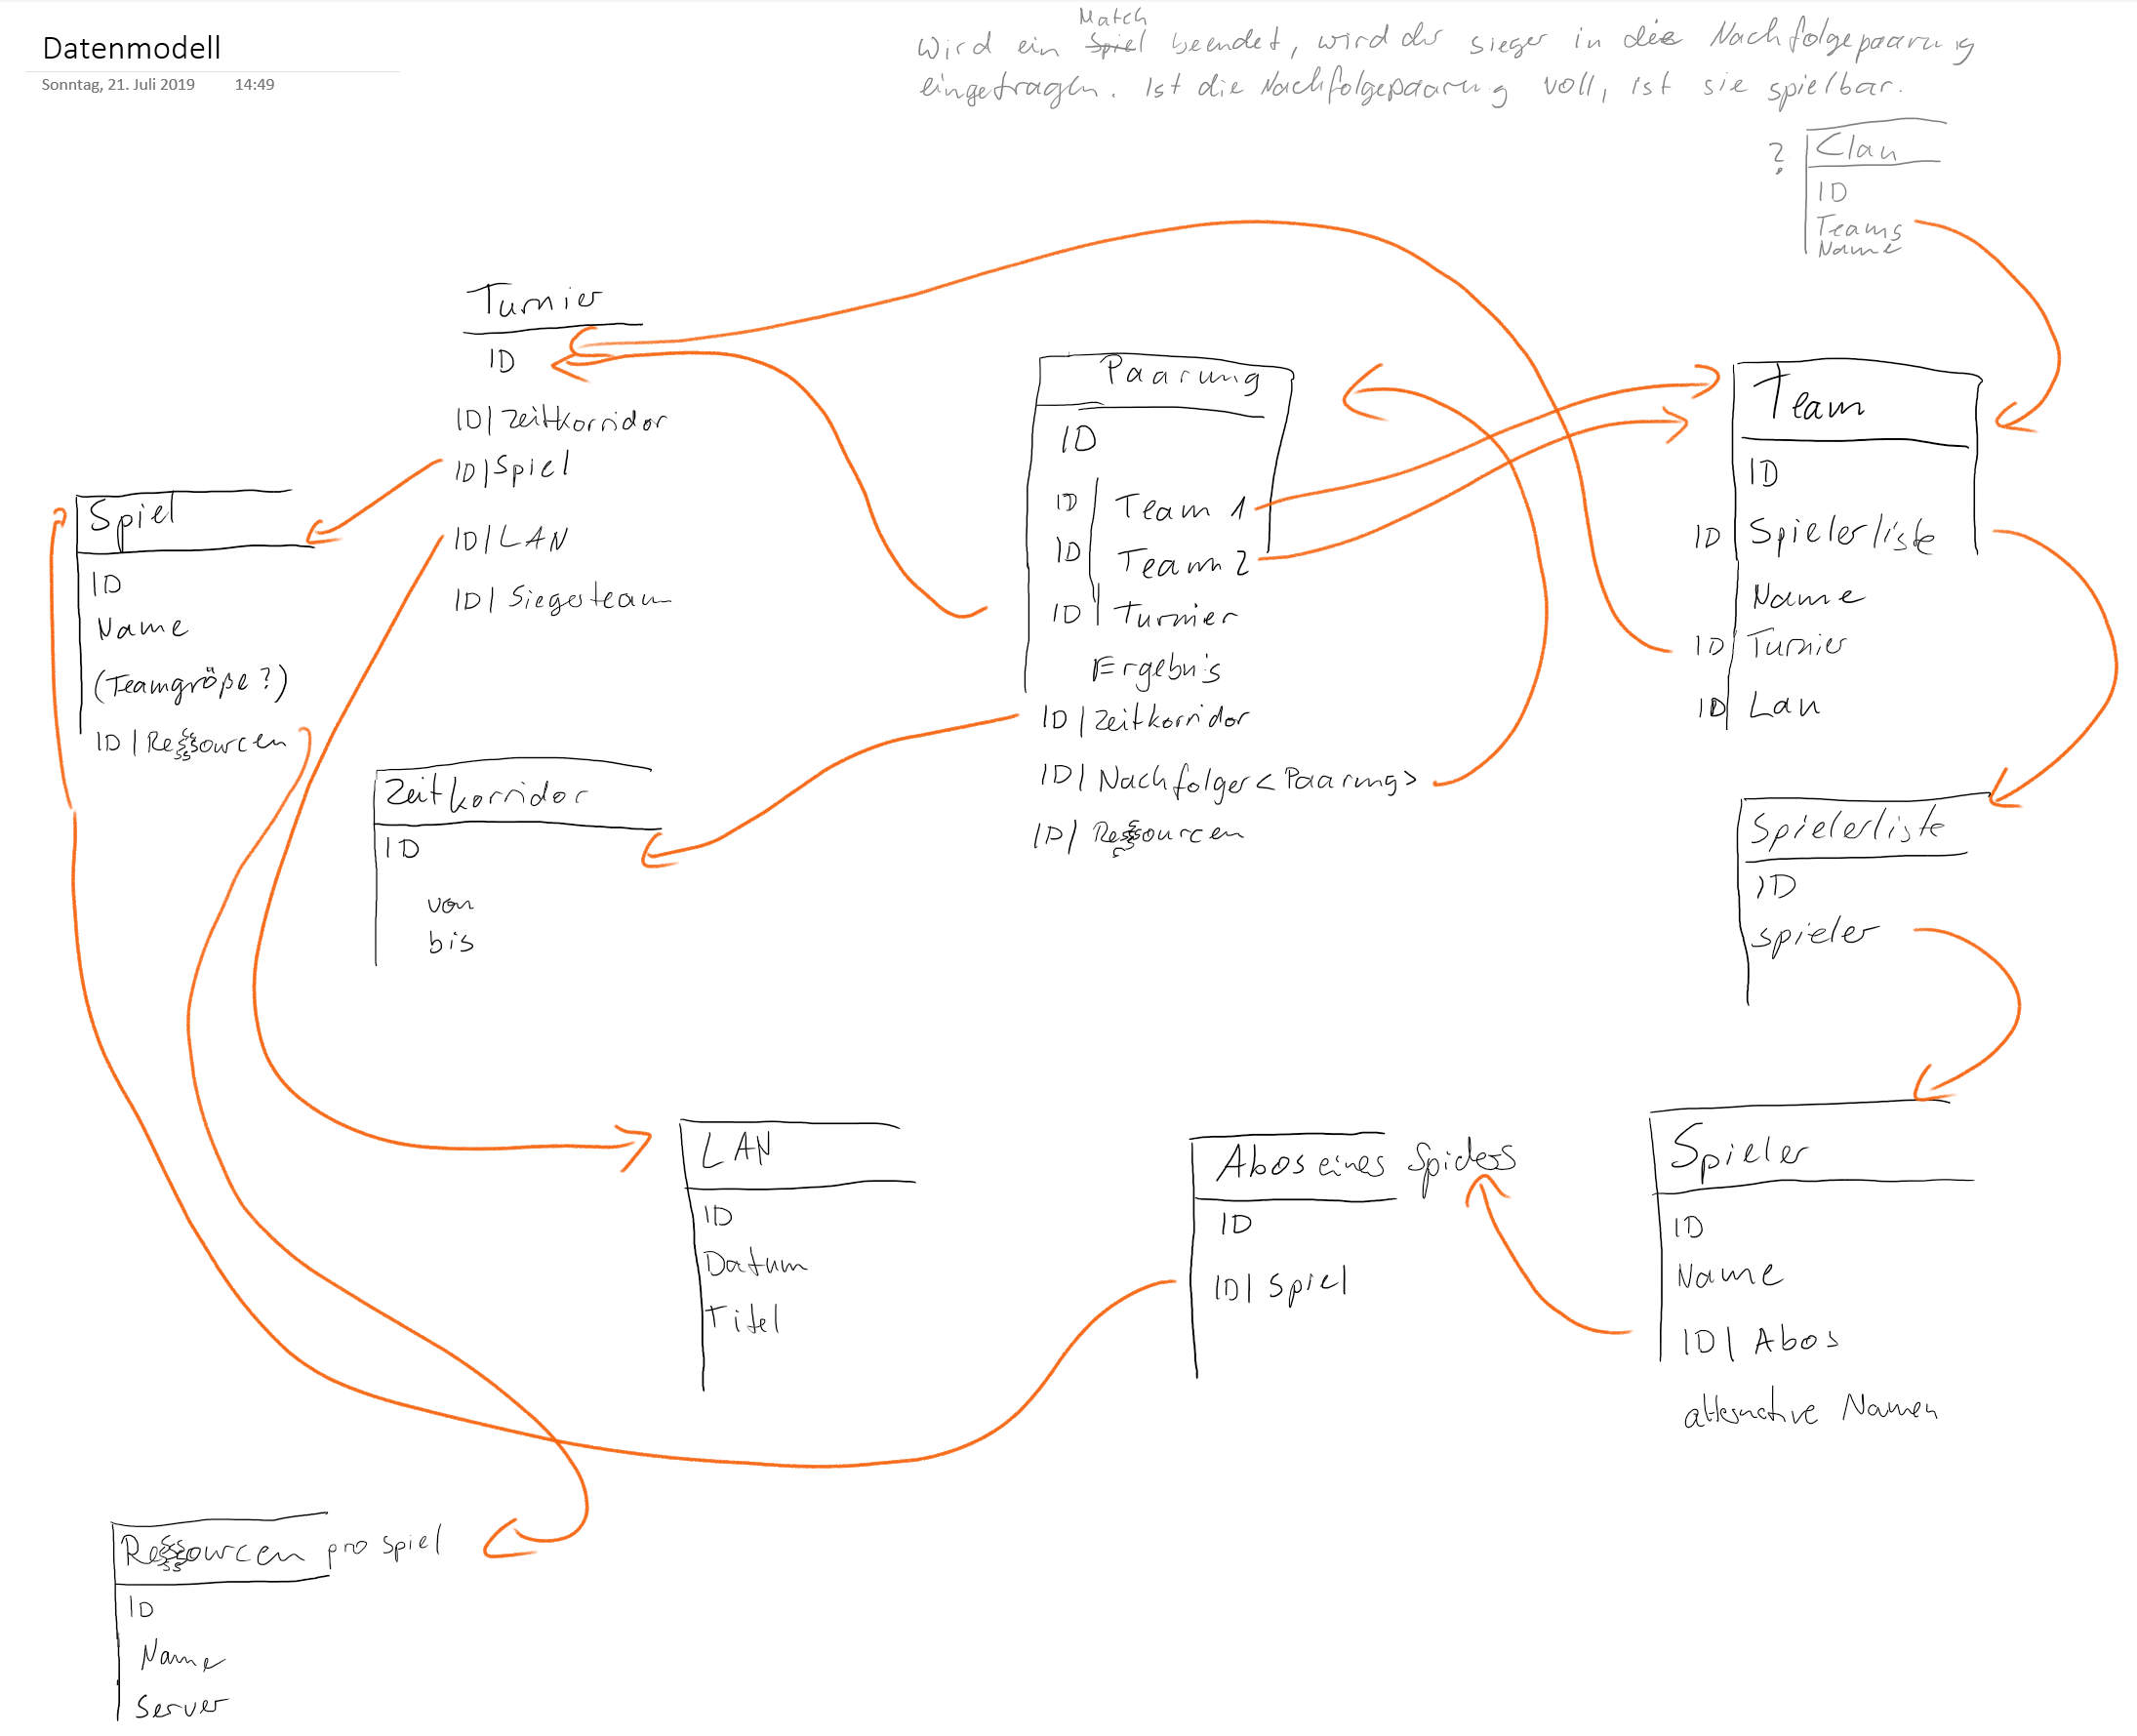 Datenmodell
Sonntag, 21. Juli 2019 14:49
Match
Wird ein Spiel beendet, wird der Sieger in die Nachfolgepaarung
eingetragen. Ist die Nachfolgepaarung voll, ist sie spielbar.
? Clan
ID
Teams
Name
Turnier
ID
ID | Zeitkorridor
ID | Spiel
ID | LAN
ID | Siegerteam
Paarung
ID
ID | Team 1
ID | Team 2
ID | Turnier
Ergebnis
ID | Zeitkorridor
ID | Nachfolger < Paarung >
ID | Ressourcen
Team
ID
ID | Spielerliste
Name
ID | Turnier
ID | Lan
Spiel
ID
Name
(Teamgröße?)
ID | Ressourcen
Zeitkorridor
ID
von
bis
Spielerliste
ID
Spieler
LAN
ID
Datum
Titel
Abos eines Spielers
ID
ID | Spiel
Spieler
ID
Name
ID | Abos
alternative Namen
Ressourcen pro Spiel
ID
Name
Server